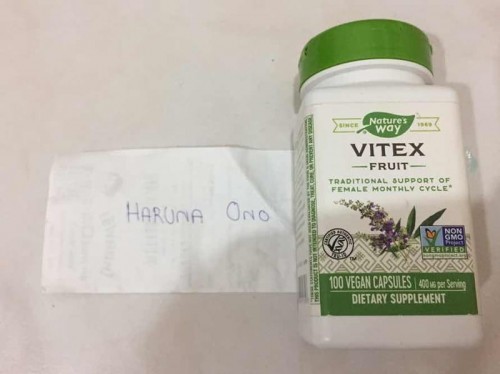 HARUNA ONO
Nature's
Way
SINCE 1969
VITEX
FRUIT
TRADITIONAL SUPPORT OF
FEMALE MONTHLY CYCLE*
NON
GMO
Project
VERIFIED
100 VEGAN CAPSULES | 400 MG per Serving
DIETARY SUPPLEMENT